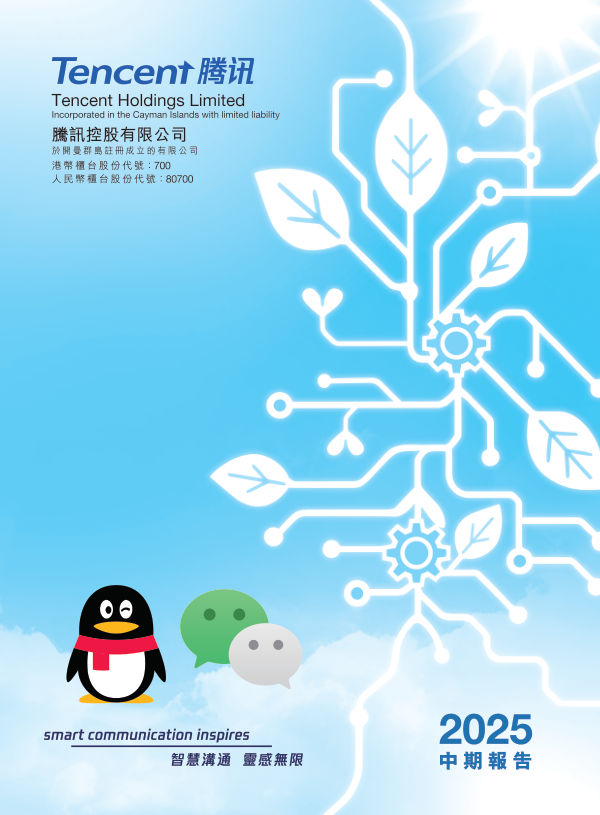 Tencent 腾讯
Tencent Holdings Limited
Incorporated in the Cayman Islands with limited liability
騰訊控股有限公司
於開曼群島註冊成立的有限公司
港幣櫃台股份代號：700
人民幣櫃台股份代號：80700
smart communication inspires
智慧溝通 靈感無限
2025
中期報告